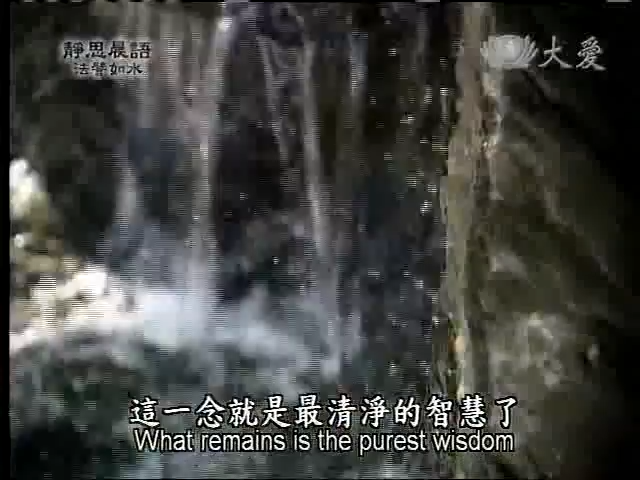 靜思晨語
大愛
法譬如水
這一念就是最清淨的智慧了
What remains is the purest wisdom